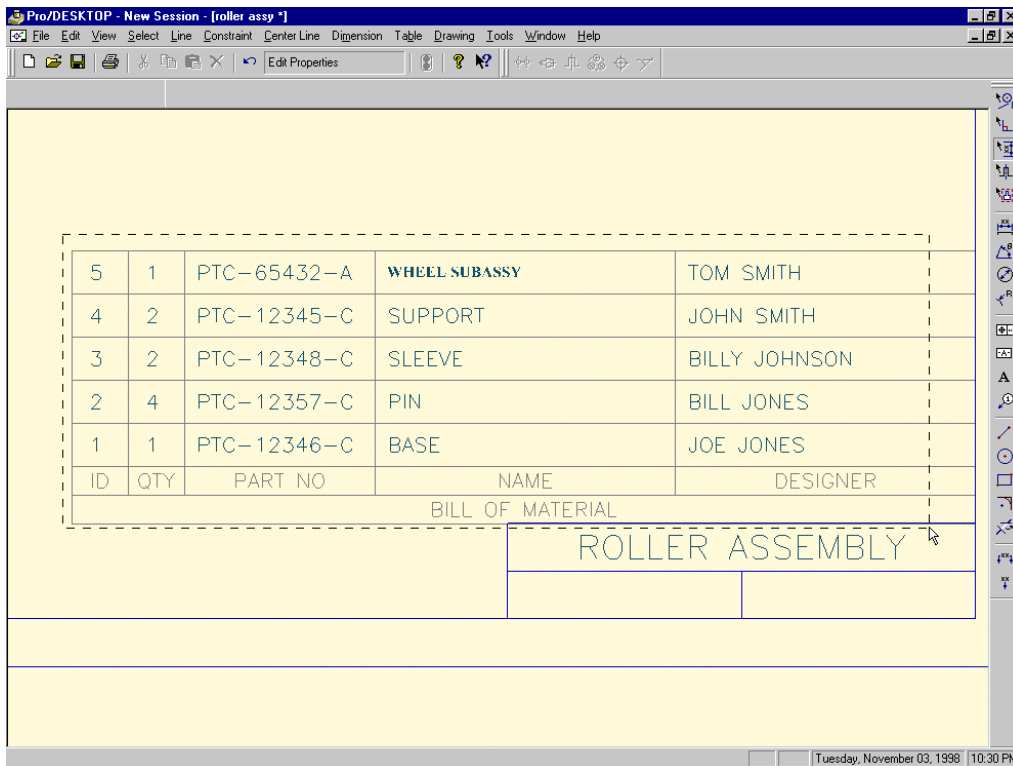 Pro/DESKTOP - New Session - [roller assy *]
File Edit View Select Line Constraint Center Line Dimension Table Drawing Tools Window Help
Edit Properties
5 1 PTC-65432-A WHEEL SUBASSY TOM SMITH
4 2 PTC-12345-C SUPPORT JOHN SMITH
3 2 PTC-12348-C SLEEVE BILLY JOHNSON
2 4 PTC-12357-C PIN BILL JONES
1 1 PTC-12346-C BASE JOE JONES
ID QTY PART NO NAME DESIGNER
BILL OF MATERIAL
ROLLER ASSEMBLY
Tuesday, November 03, 1998 10:30 PM